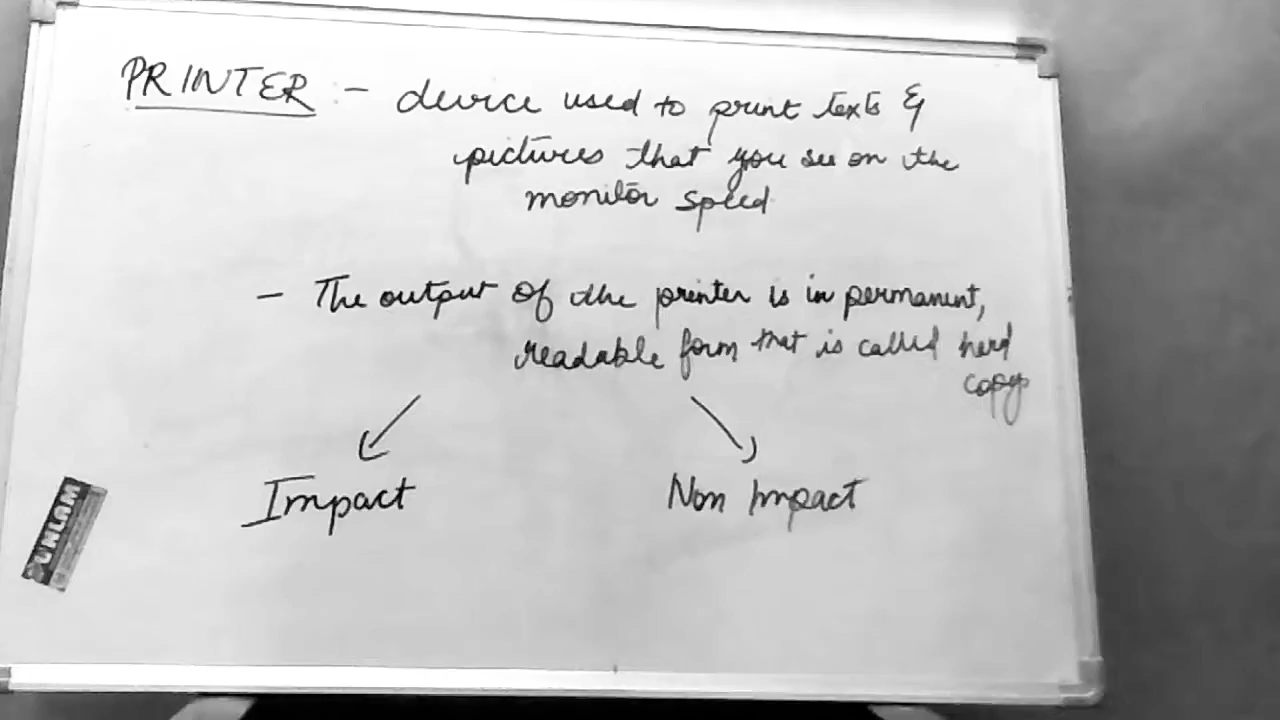 PRINTER :- device used to print texts &
pictures that you see on the
monitor speed
- The output of the printer is in permanent,
readable form that is called hard
copy
Impact
Non Impact